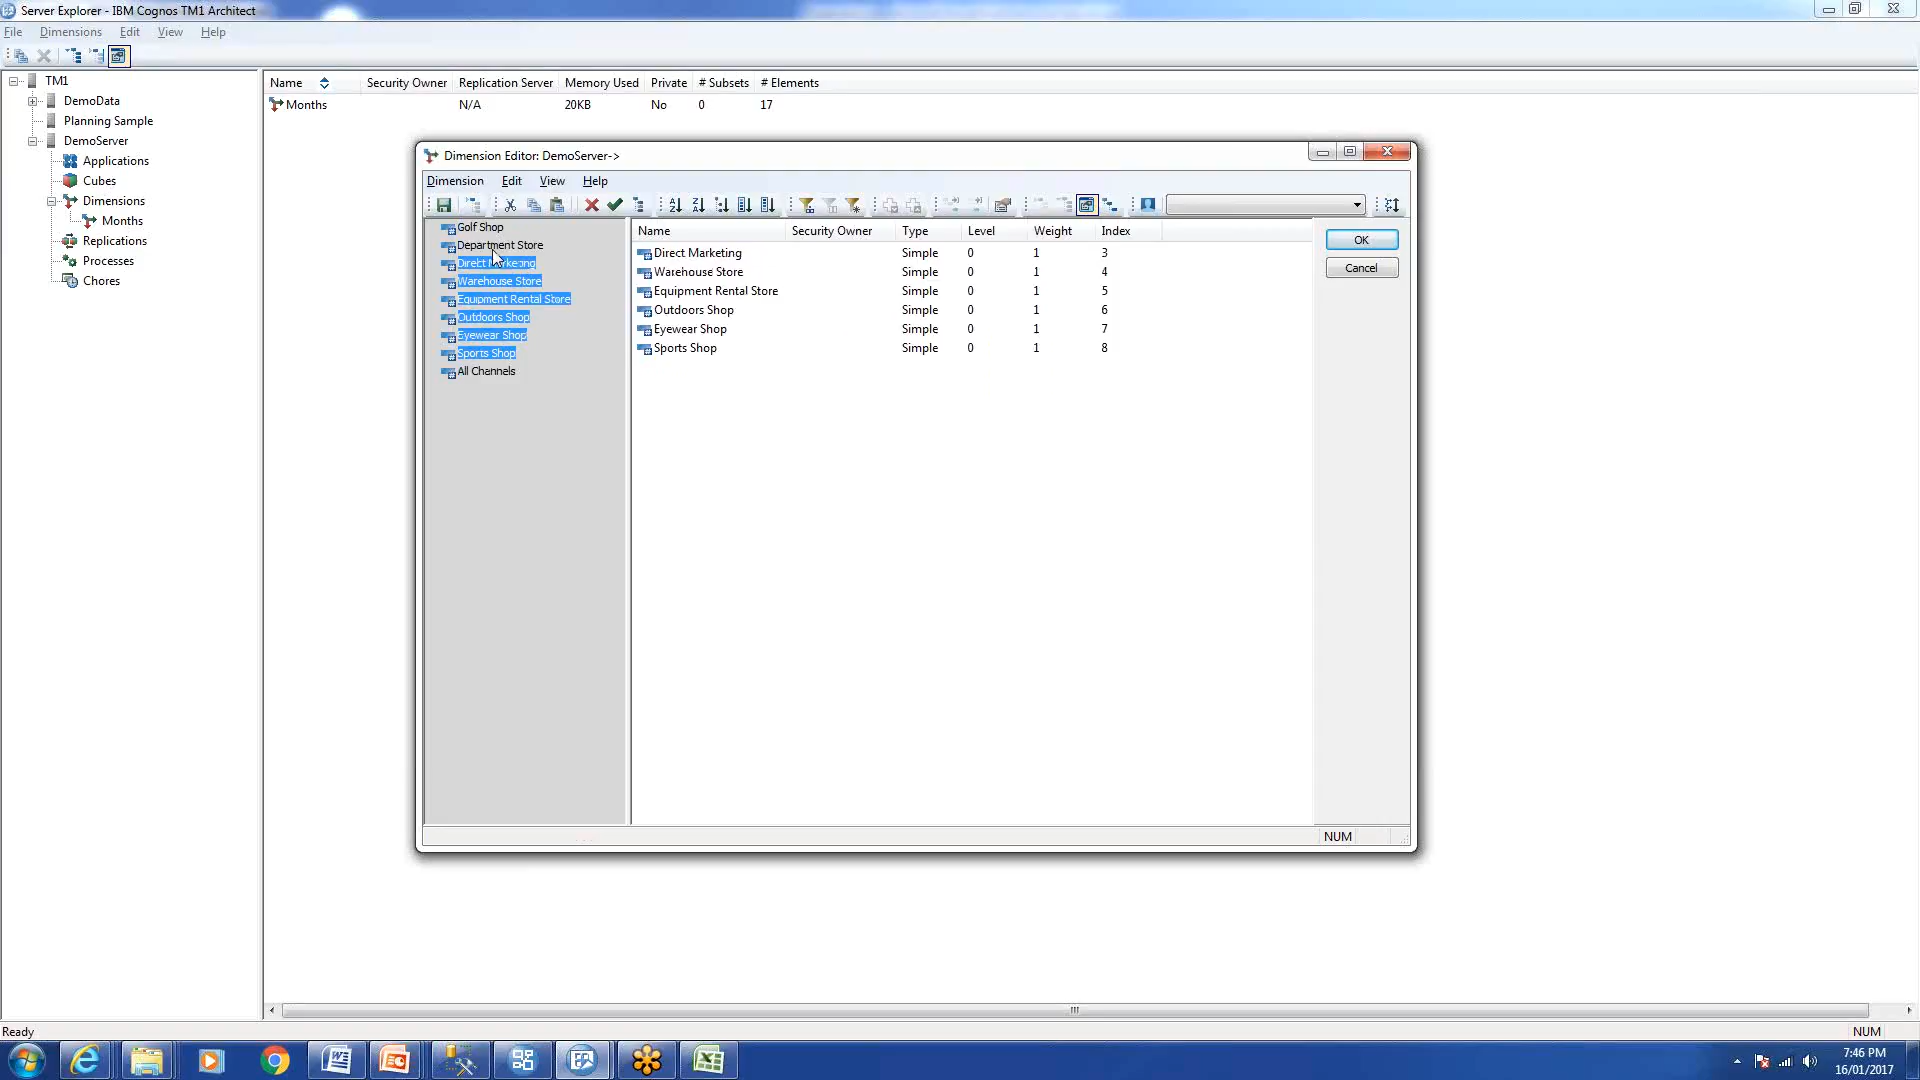 Server Explorer - IBM Cognos TM1 Architect
File Dimensions Edit View Help
TM1
DemoData
Planning Sample
DemoServer
Applications
Cubes
Dimensions
Months
Replications
Processes
Chores
Name Security Owner Replication Server Memory Used Private # Subsets # Elements
Months N/A 20KB No 0 17
Dimension Editor: DemoServer->
Dimension Edit View Help
Golf Shop
Department Store
Direct Marketing
Warehouse Store
Equipment Rental Store
Outdoors Shop
Eyewear Shop
Sports Shop
All Channels
Name Security Owner Type Level Weight Index
Direct Marketing Simple 0 1 3
Warehouse Store Simple 0 1 4
Equipment Rental Store Simple 0 1 5
Outdoors Shop Simple 0 1 6
Eyewear Shop Simple 0 1 7
Sports Shop Simple 0 1 8
OK
Cancel
NUM
Ready NUM
7:46 PM
16/01/2017